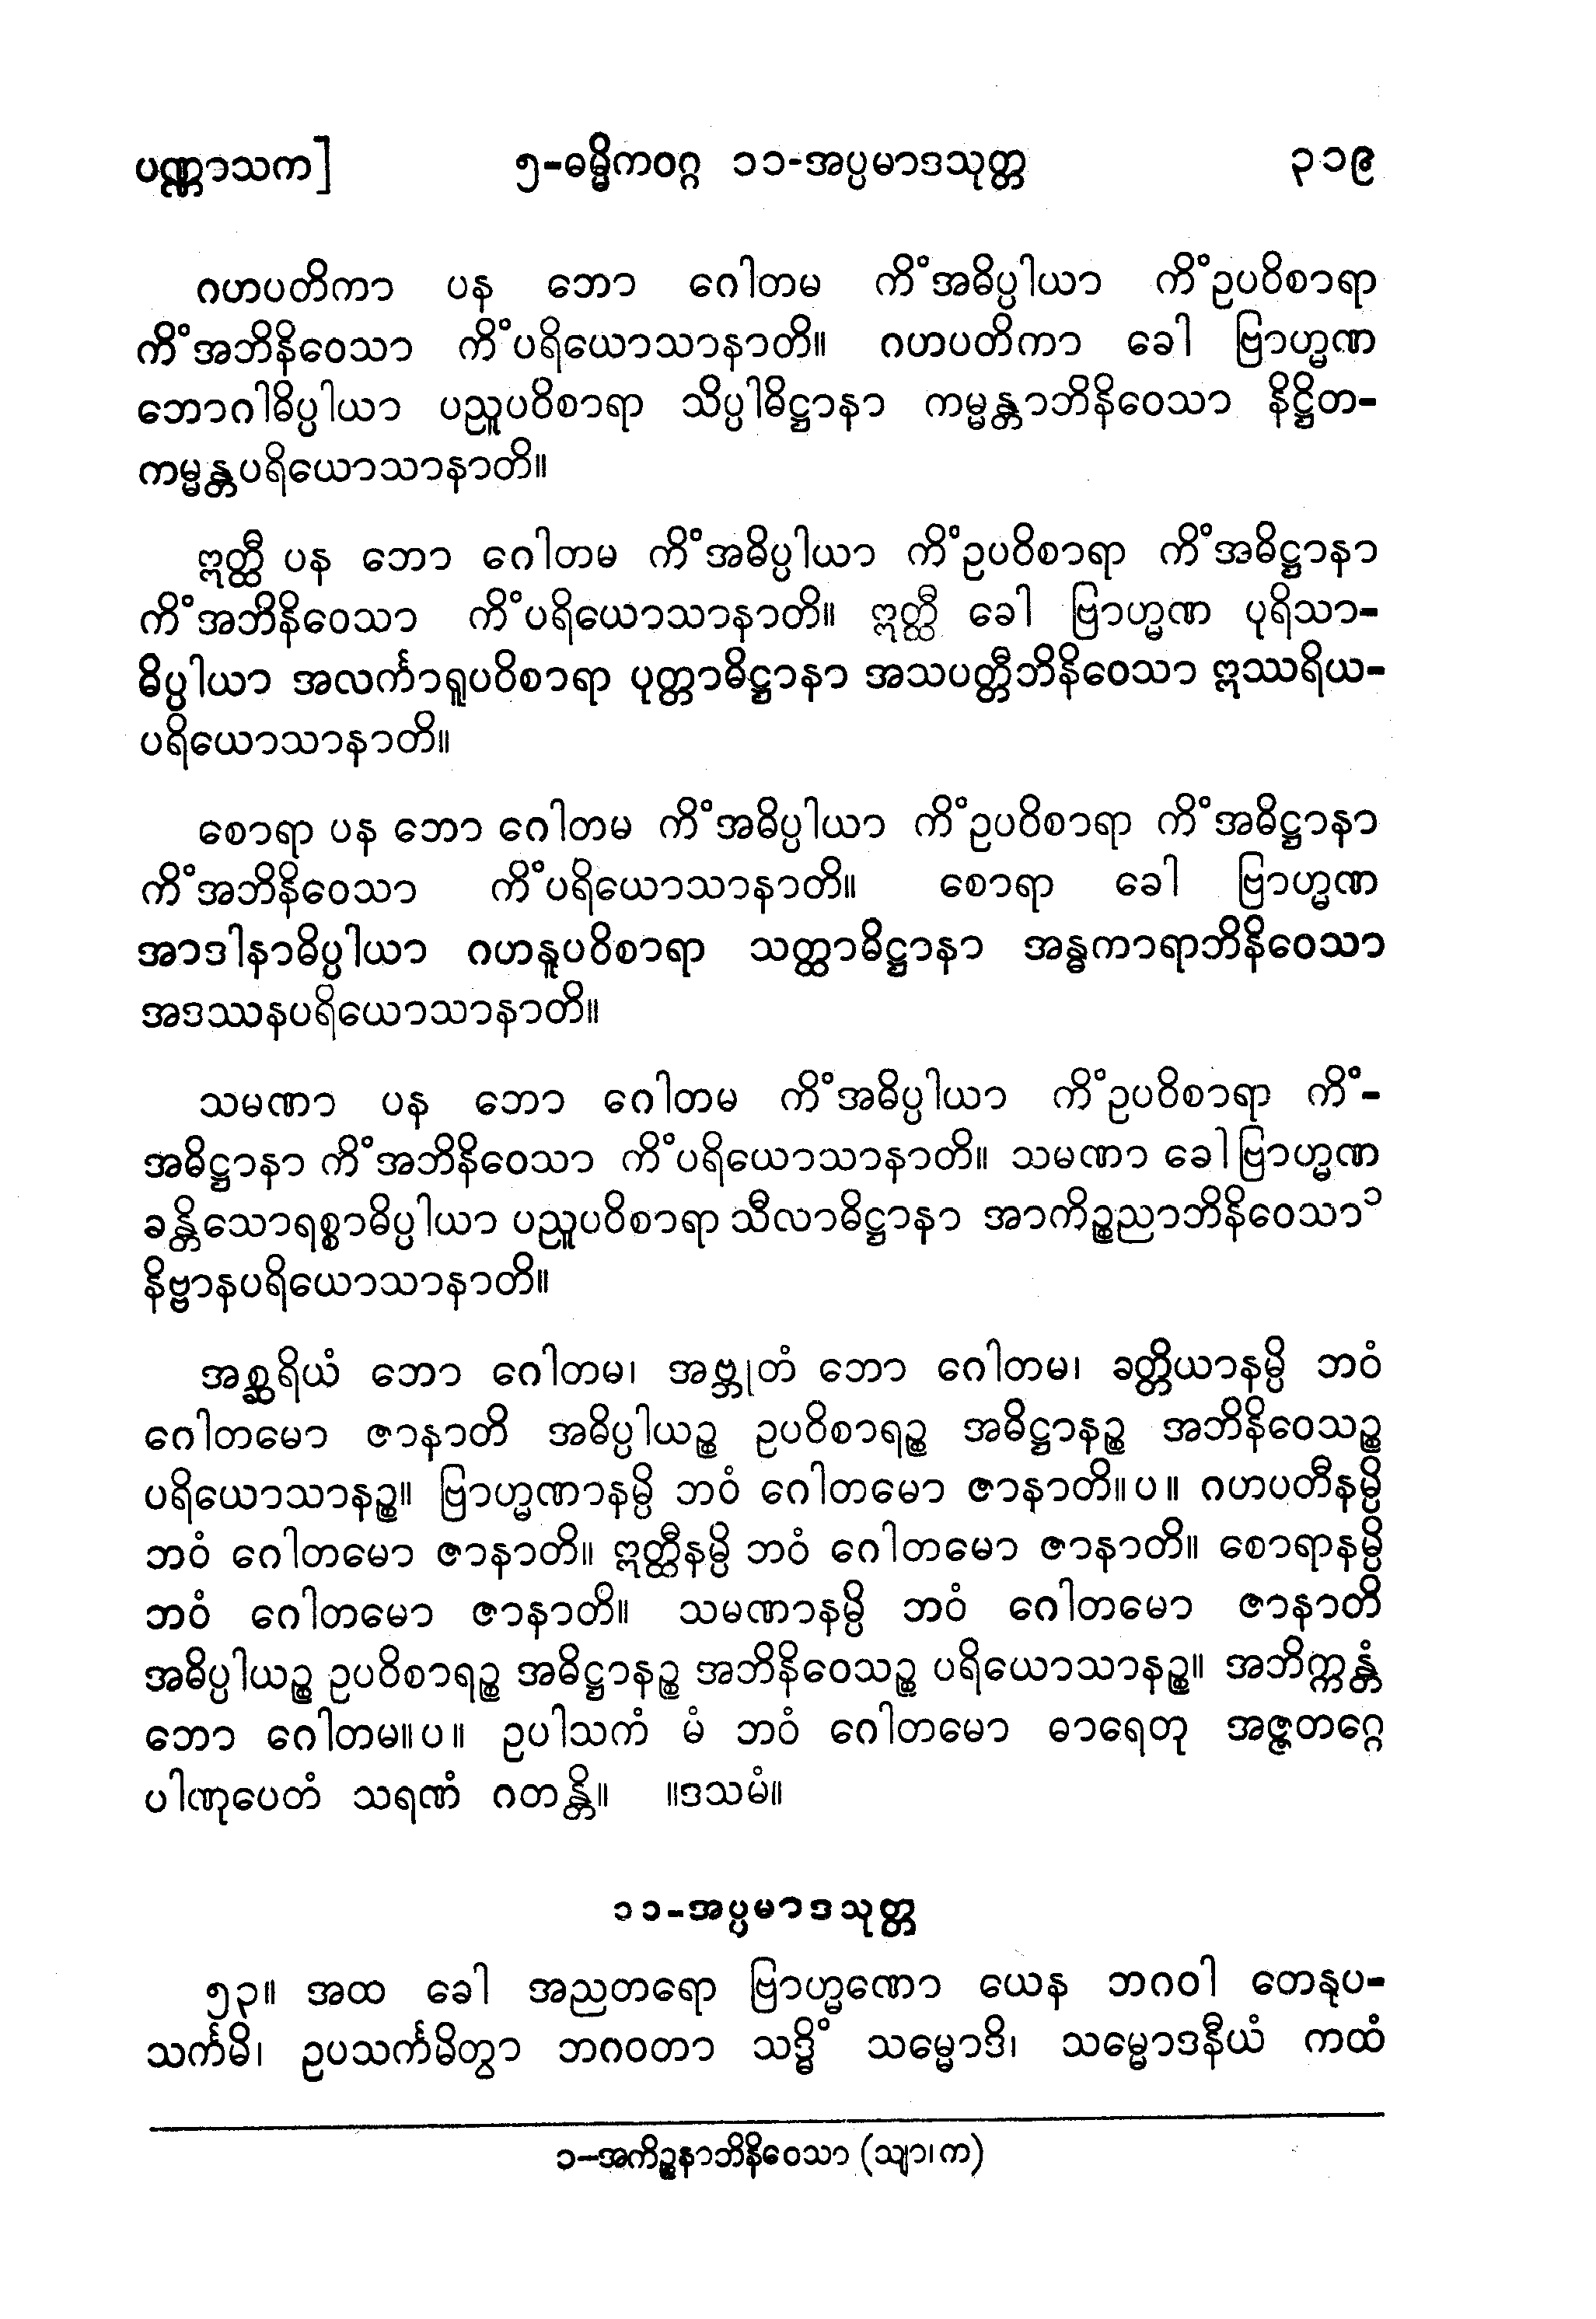 ပဏ္ဏာသက] ၅-ဓမ္မိကဝဂ္ဂ ၁၁-အပ္ပမာဒသုတ္တ ၃၁၉
ဂဟပတိကာ ပန ဘော ဂေါတမ ကိံအဓိပ္ပါယာ ကိံဥပဝိစာရာ
ကိံအဘိနိဝေသာ ကိံပရိယောသာနာတိ။ ဂဟပတိကာ ခေါ ဗြာဟ္မဏ
ဘောဂါဓိပ္ပါယာ ပညူပဝိစာရာ သိပ္ပါဓိဋ္ဌာနာ ကမ္မန္တာဘိနိဝေသာ နိဋ္ဌိတ-
ကမ္မန္တပရိယောသာနာတိ။
ဣတ္ထီ ပန ဘော ဂေါတမ ကိံအဓိပ္ပါယာ ကိံဥပဝိစာရာ ကိံအဓိဋ္ဌာနာ
ကိံအဘိနိဝေသာ ကိံပရိယောသာနာတိ။ ဣတ္ထီ ခေါ ဗြာဟ္မဏ ပုရိသာ-
ဓိပ္ပါယာ အလင်္ကာရူပဝိစာရာ ပုတ္တာဓိဋ္ဌာနာ အသပတ္တီဘိနိဝေသာ ဣဿရိယ-
ပရိယောသာနာတိ။
စောရာ ပန ဘော ဂေါတမ ကိံအဓိပ္ပါယာ ကိံဥပဝိစာရာ ကိံအဓိဋ္ဌာနာ
ကိံအဘိနိဝေသာ ကိံပရိယောသာနာတိ။ စောရာ ခေါ ဗြာဟ္မဏ
အာဒါနာဓိပ္ပါယာ ဂဟနူပဝိစာရာ သတ္ထာဓိဋ္ဌာနာ အန္ဓကာရာဘိနိဝေသာ
အဒဿနပရိယောသာနာတိ။
သမဏာ ပန ဘော ဂေါတမ ကိံအဓိပ္ပါယာ ကိံဥပဝိစာရာ ကိံ-
အဓိဋ္ဌာနာ ကိံအဘိနိဝေသာ ကိံပရိယောသာနာတိ။ သမဏာ ခေါ ဗြာဟ္မဏ
ခန္တိသောရစ္စာဓိပ္ပါယာ ပညူပဝိစာရာ သီလာဓိဋ္ဌာနာ အာကိဉ္စညာဘိနိဝေသာ၁
နိဗ္ဗာနပရိယောသာနာတိ။
အစ္ဆရိယံ ဘော ဂေါတမ၊ အဗ္ဘုတံ ဘော ဂေါတမ၊ ခတ္တိယာနမ္ပိ ဘဝံ
ဂေါတမော ဇာနာတိ အဓိပ္ပါယဉ္စ ဥပဝိစာရဉ္စ အဓိဋ္ဌာနဉ္စ အဘိနိဝေသဉ္စ
ပရိယောသာနဉ္စ။ ဗြာဟ္မဏာနမ္ပိ ဘဝံ ဂေါတမော ဇာနာတိ။ပ။ ဂဟပတီနမ္ပိ
ဘဝံ ဂေါတမော ဇာနာတိ။ ဣတ္ထီနမ္ပိ ဘဝံ ဂေါတမော ဇာနာတိ။ စောရာနမ္ပိ
ဘဝံ ဂေါတမော ဇာနာတိ။ သမဏာနမ္ပိ ဘဝံ ဂေါတမော ဇာနာတိ
အဓိပ္ပါယဉ္စ ဥပဝိစာရဉ္စ အဓိဋ္ဌာနဉ္စ အဘိနိဝေသဉ္စ ပရိယောသာနဉ္စ။ အဘိက္ကန္တံ
ဘော ဂေါတမ။ပ။ ဥပါသကံ မံ ဘဝံ ဂေါတမော ဓာရေတု အဇ္ဇတဂ္ဂေ
ပါဏုပေတံ သရဏံ ဂတန္တိ။ ။ဒသမံ။
၁၁-အပ္ပမာဒသုတ္တ
၅၃။ အထ ခေါ အညတရော ဗြာဟ္မဏော ယေန ဘဂဝါ တေနုပ-
သင်္ကမိ၊ ဥပသင်္ကမိတွာ ဘဂဝတာ သဒ္ဓိံ သမ္မောဒိ၊ သမ္မောဒနီယံ ကထံ
၁-အကိဉ္စနာဘိနိဝေသာ (သျာ၊ က)